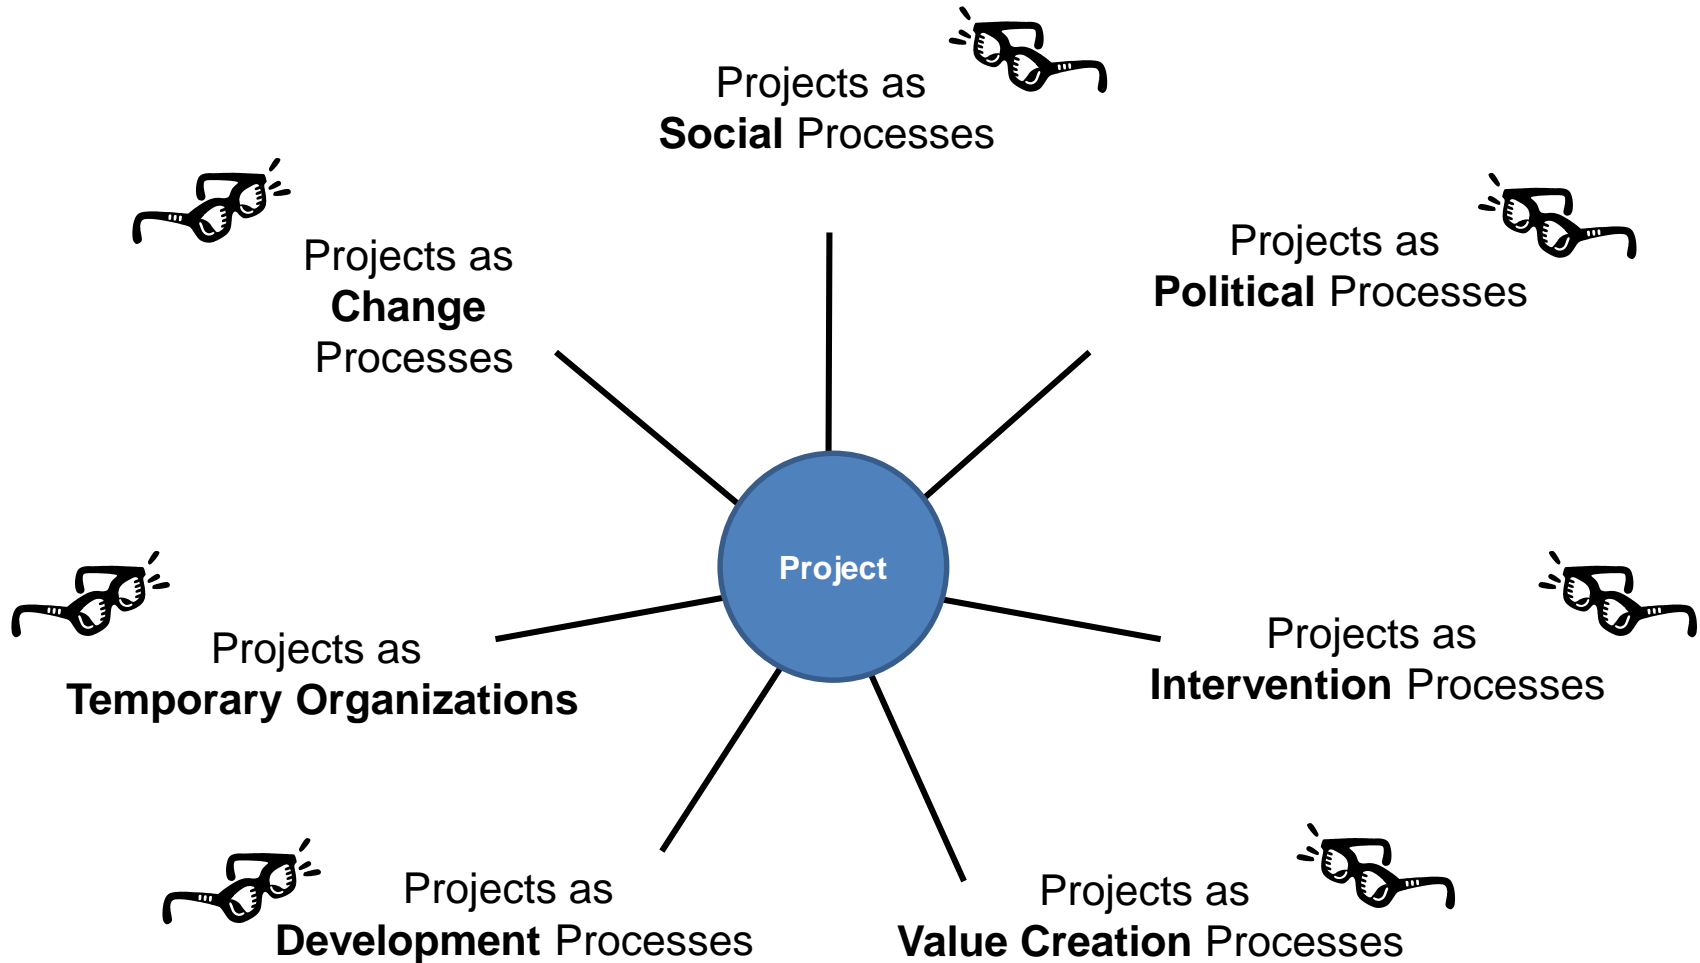 Projects as
Social Processes
Projects as
Political Processes
Projects as
Change
Processes
Project
Projects as
Intervention Processes
Projects as
Temporary Organizations
Projects as
Development Processes
Projects as
Value Creation Processes